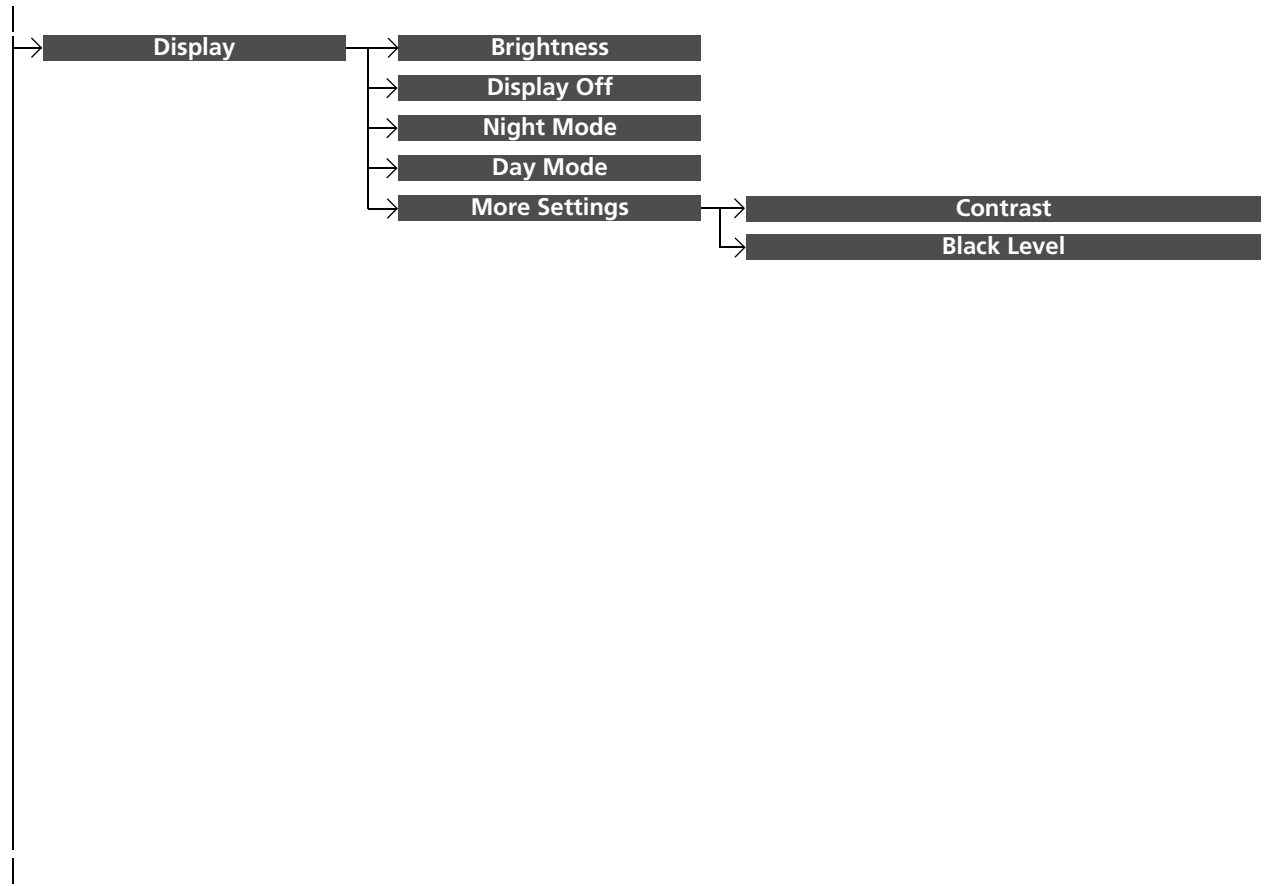 Display
Brightness
Display Off
Night Mode
Day Mode
More Settings
Contrast
Black Level